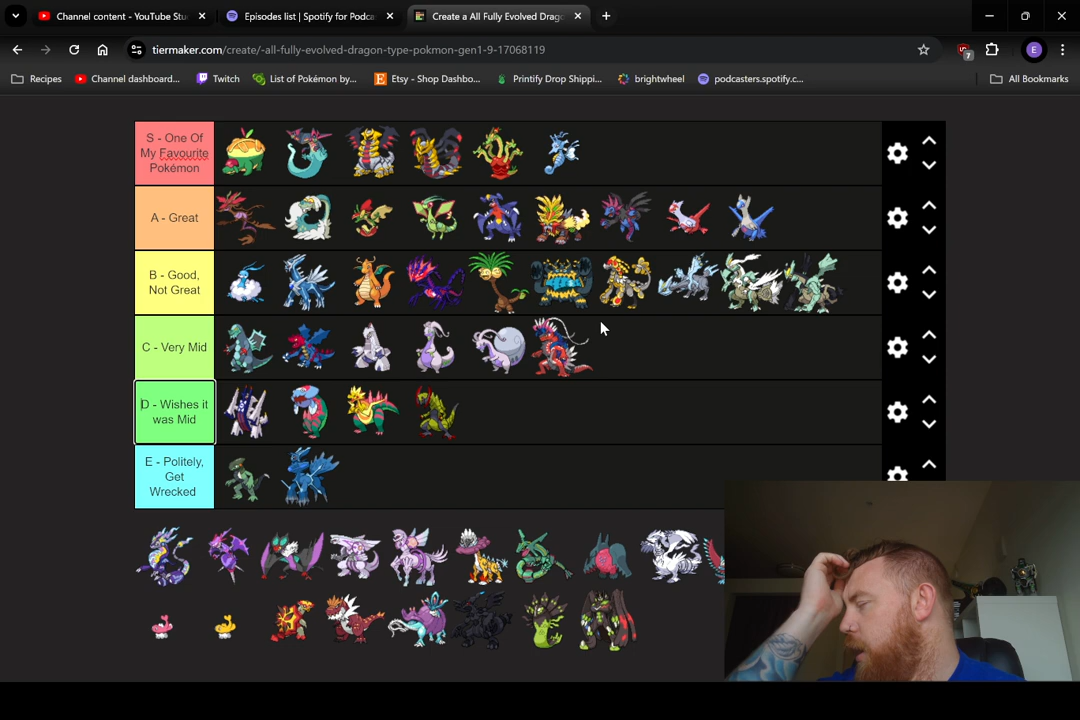 Channel content - YouTube Stu
Episodes list | Spotify for Podca
Create a All Fully Evolved Drago
tiermaker.com/create/-all-fully-evolved-dragon-type-pokmon-gen1-9-17068119
E
7
Recipes
Channel dashboard...
Twitch
List of Pokémon by...
Etsy - Shop Dashbo...
Printify Drop Shippi...
brightwheel
podcasters.spotify.c...
All Bookmarks
S - One Of
My Favourite
Pokémon
A - Great
B - Good,
Not Great
C - Very Mid
D - Wishes it
was Mid
E - Politely,
Get
Wrecked